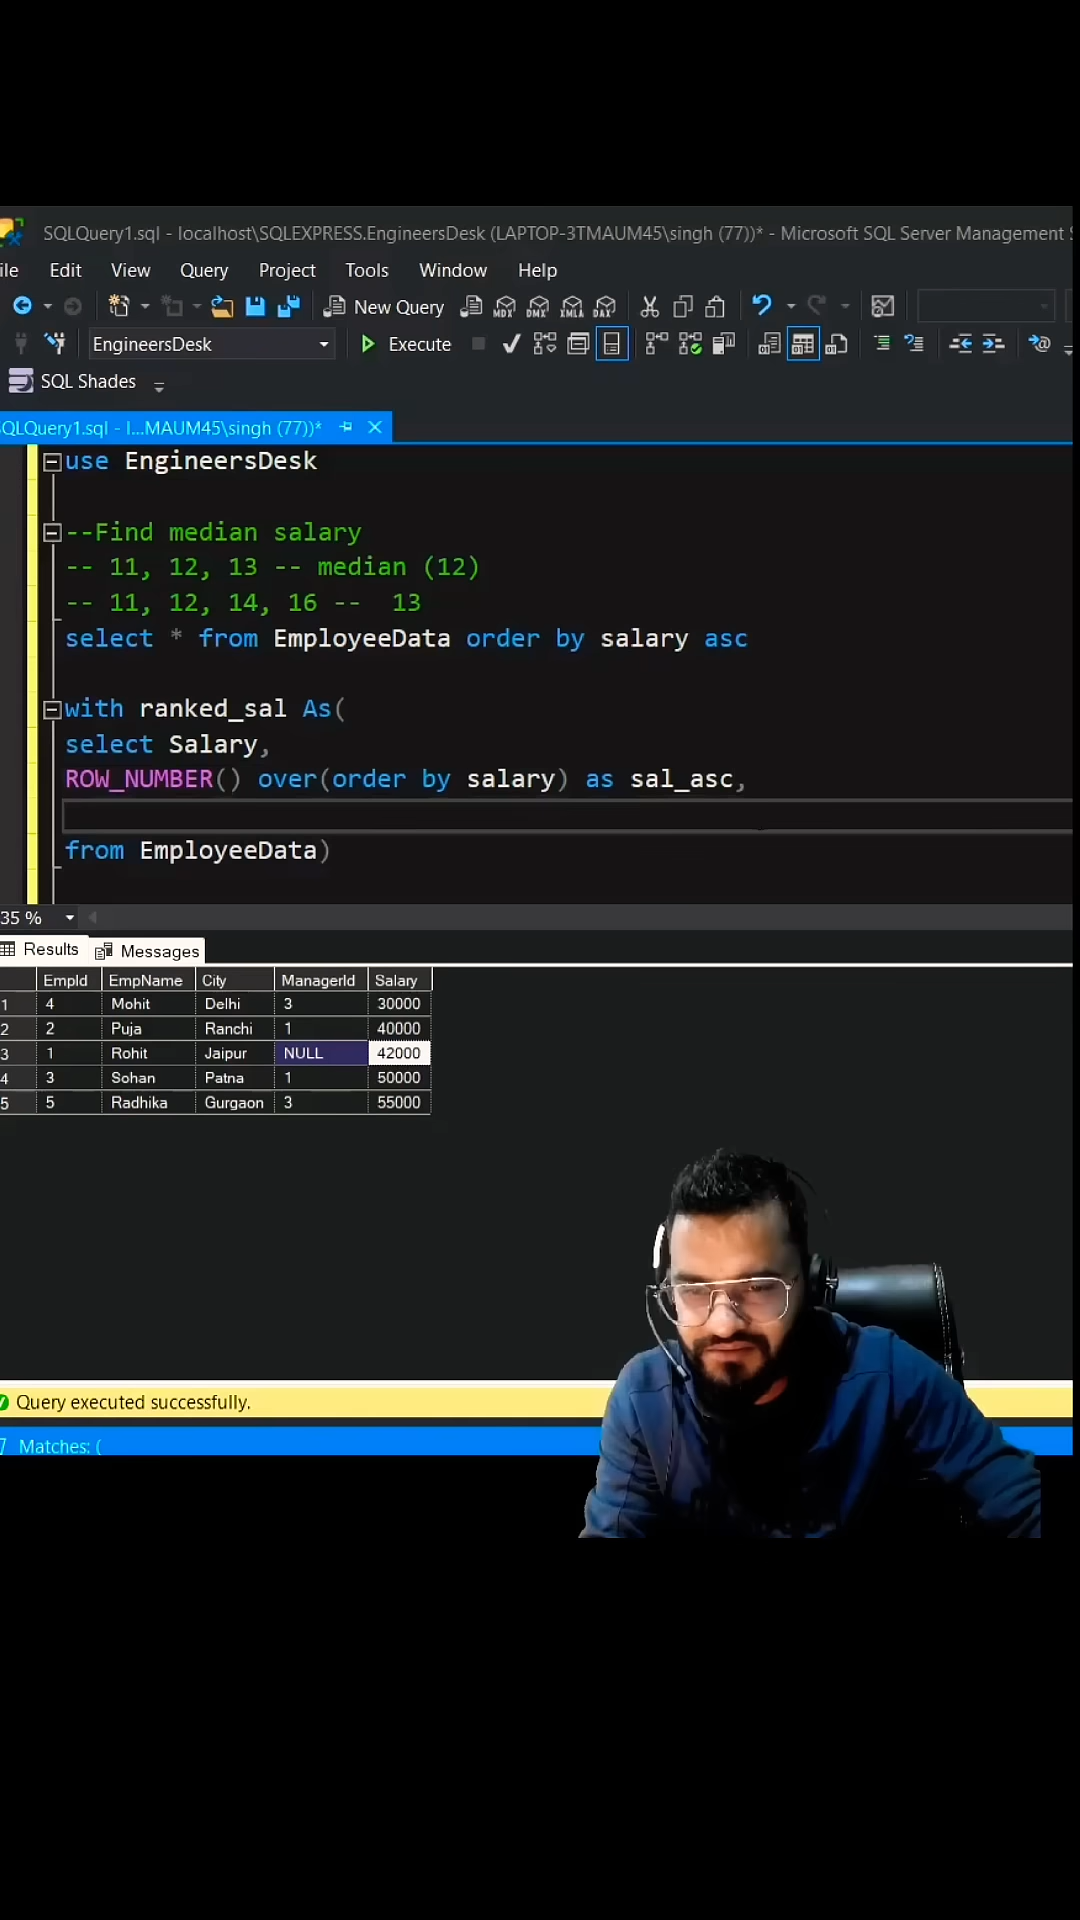 SQLQuery1.sql - localhost\SQLEXPRESS.EngineersDesk (LAPTOP-3TMAUM45\singh (77))* - Microsoft SQL Server Management S
ile Edit View Query Project Tools Window Help
New Query MDX DMX XMLA DAX
EngineersDesk Execute
SQL Shades
SQLQuery1.sql - l...MAUM45\singh (77))*
use EngineersDesk
--Find median salary
-- 11, 12, 13 -- median (12)
-- 11, 12, 14, 16 -- 13
select * from EmployeeData order by salary asc
with ranked_sal As(
select Salary,
ROW_NUMBER() over(order by salary) as sal_asc,
from EmployeeData)
35 %
Results Messages
EmpId EmpName City ManagerId Salary
1 4 Mohit Delhi 3 30000
2 2 Puja Ranchi 1 40000
3 1 Rohit Jaipur NULL 42000
4 3 Sohan Patna 1 50000
5 5 Radhika Gurgaon 3 55000
Query executed successfully.
Matches: (